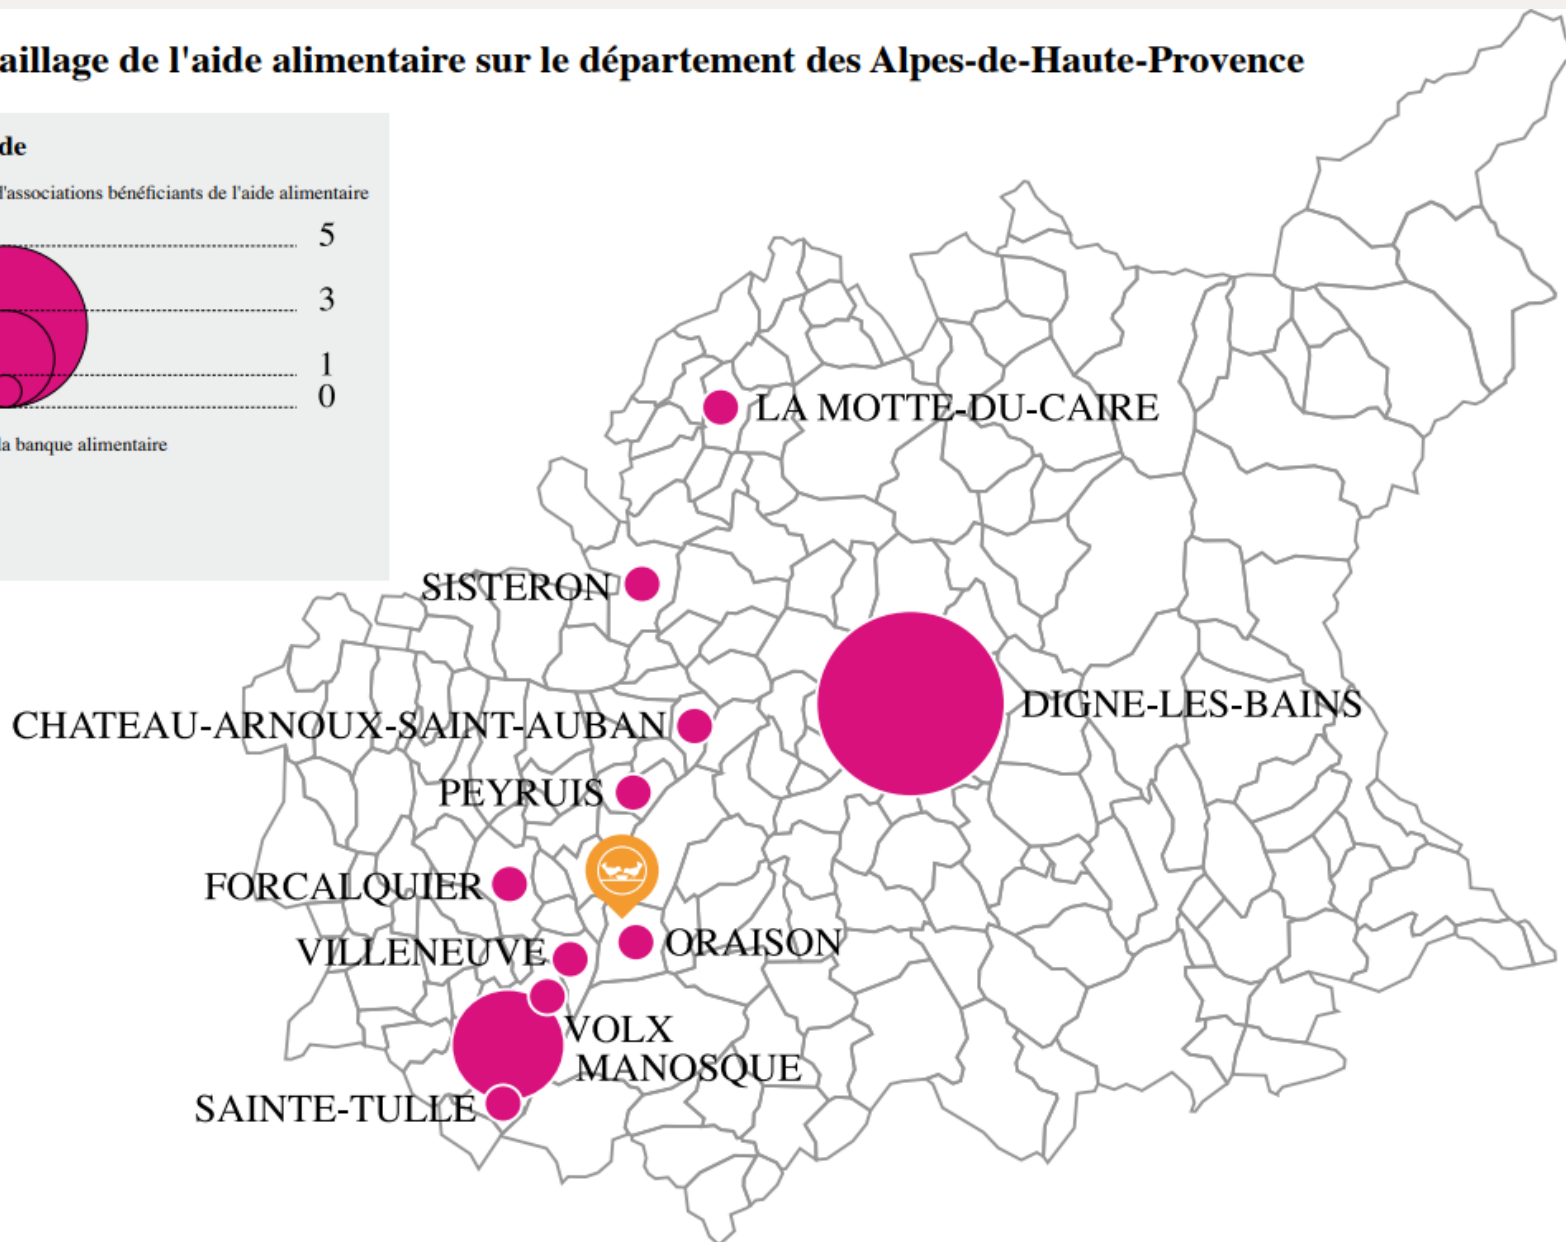 aillage de l'aide alimentaire sur le département des Alpes-de-Haute-Provence
de
l'associations bénéficiants de l'aide alimentaire
5
3
1
0
la banque alimentaire
LA MOTTE-DU-CAIRE
SISTERON
DIGNE-LES-BAINS
CHATEAU-ARNOUX-SAINT-AUBAN
PEYRUIS
FORCALQUIER
ORAISON
VILLENEUVE
VOLX
MANOSQUE
SAINTE-TULLE